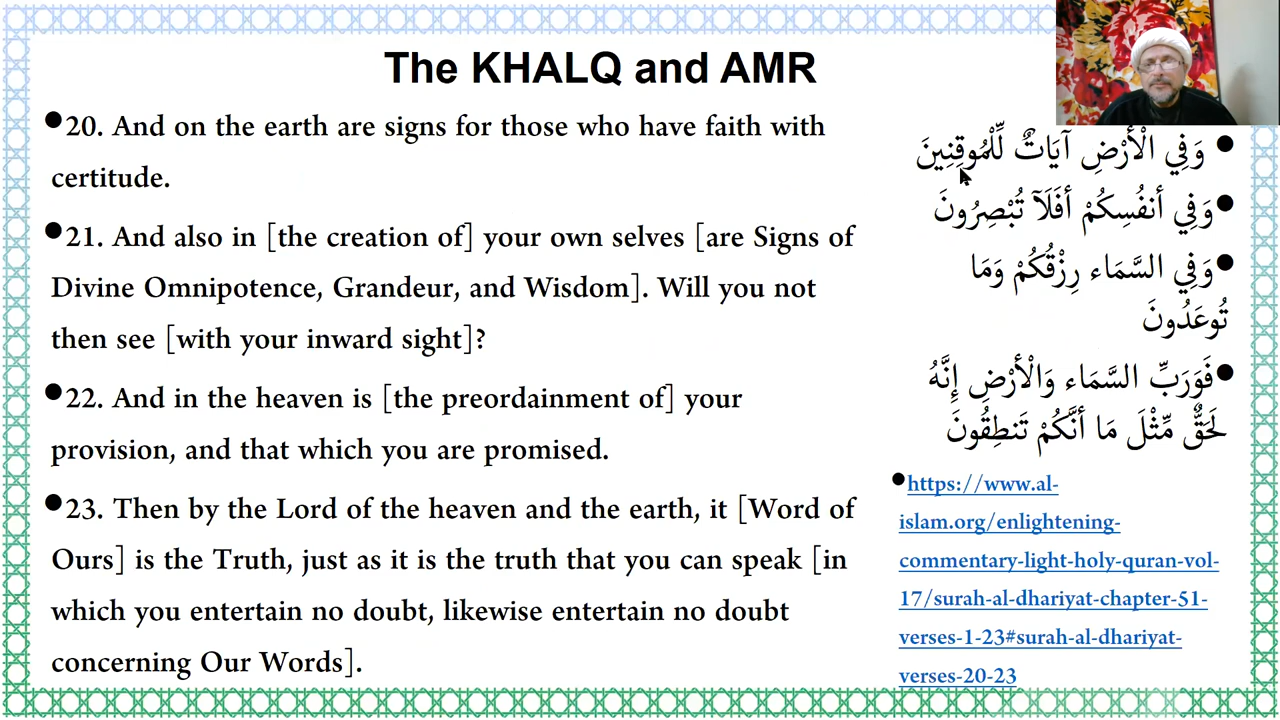 The KHALQ and AMR
•20. And on the earth are signs for those who have faith with
certitude.
•21. And also in [the creation of] your own selves [are Signs of
Divine Omnipotence, Grandeur, and Wisdom]. Will you not
then see [with your inward sight]?
•22. And in the heaven is [the preordainment of] your
provision, and that which you are promised.
•23. Then by the Lord of the heaven and the earth, it [Word of
Ours] is the Truth, just as it is the truth that you can speak [in
which you entertain no doubt, likewise entertain no doubt
concerning Our Words].
• وَفِي الْأَرْضِ آيَاتٌ لِّلْمُوقِنِينَ
•وَفِي أَنفُسِكُمْ أَفَلَا تُبْصِرُونَ
•وَفِي السَّمَاء رِزْقُكُمْ وَمَا
تُوعَدُونَ
•فَوَرَبِّ السَّمَاء وَالْأَرْضِ إِنَّهُ
لَحَقٌّ مِّثْلَ مَا أَنَّكُمْ تَنطِقُونَ
•https://www.al-
islam.org/enlightening-
commentary-light-holy-quran-vol-
17/surah-al-dhariyat-chapter-51-
verses-1-23#surah-al-dhariyat-
verses-20-23